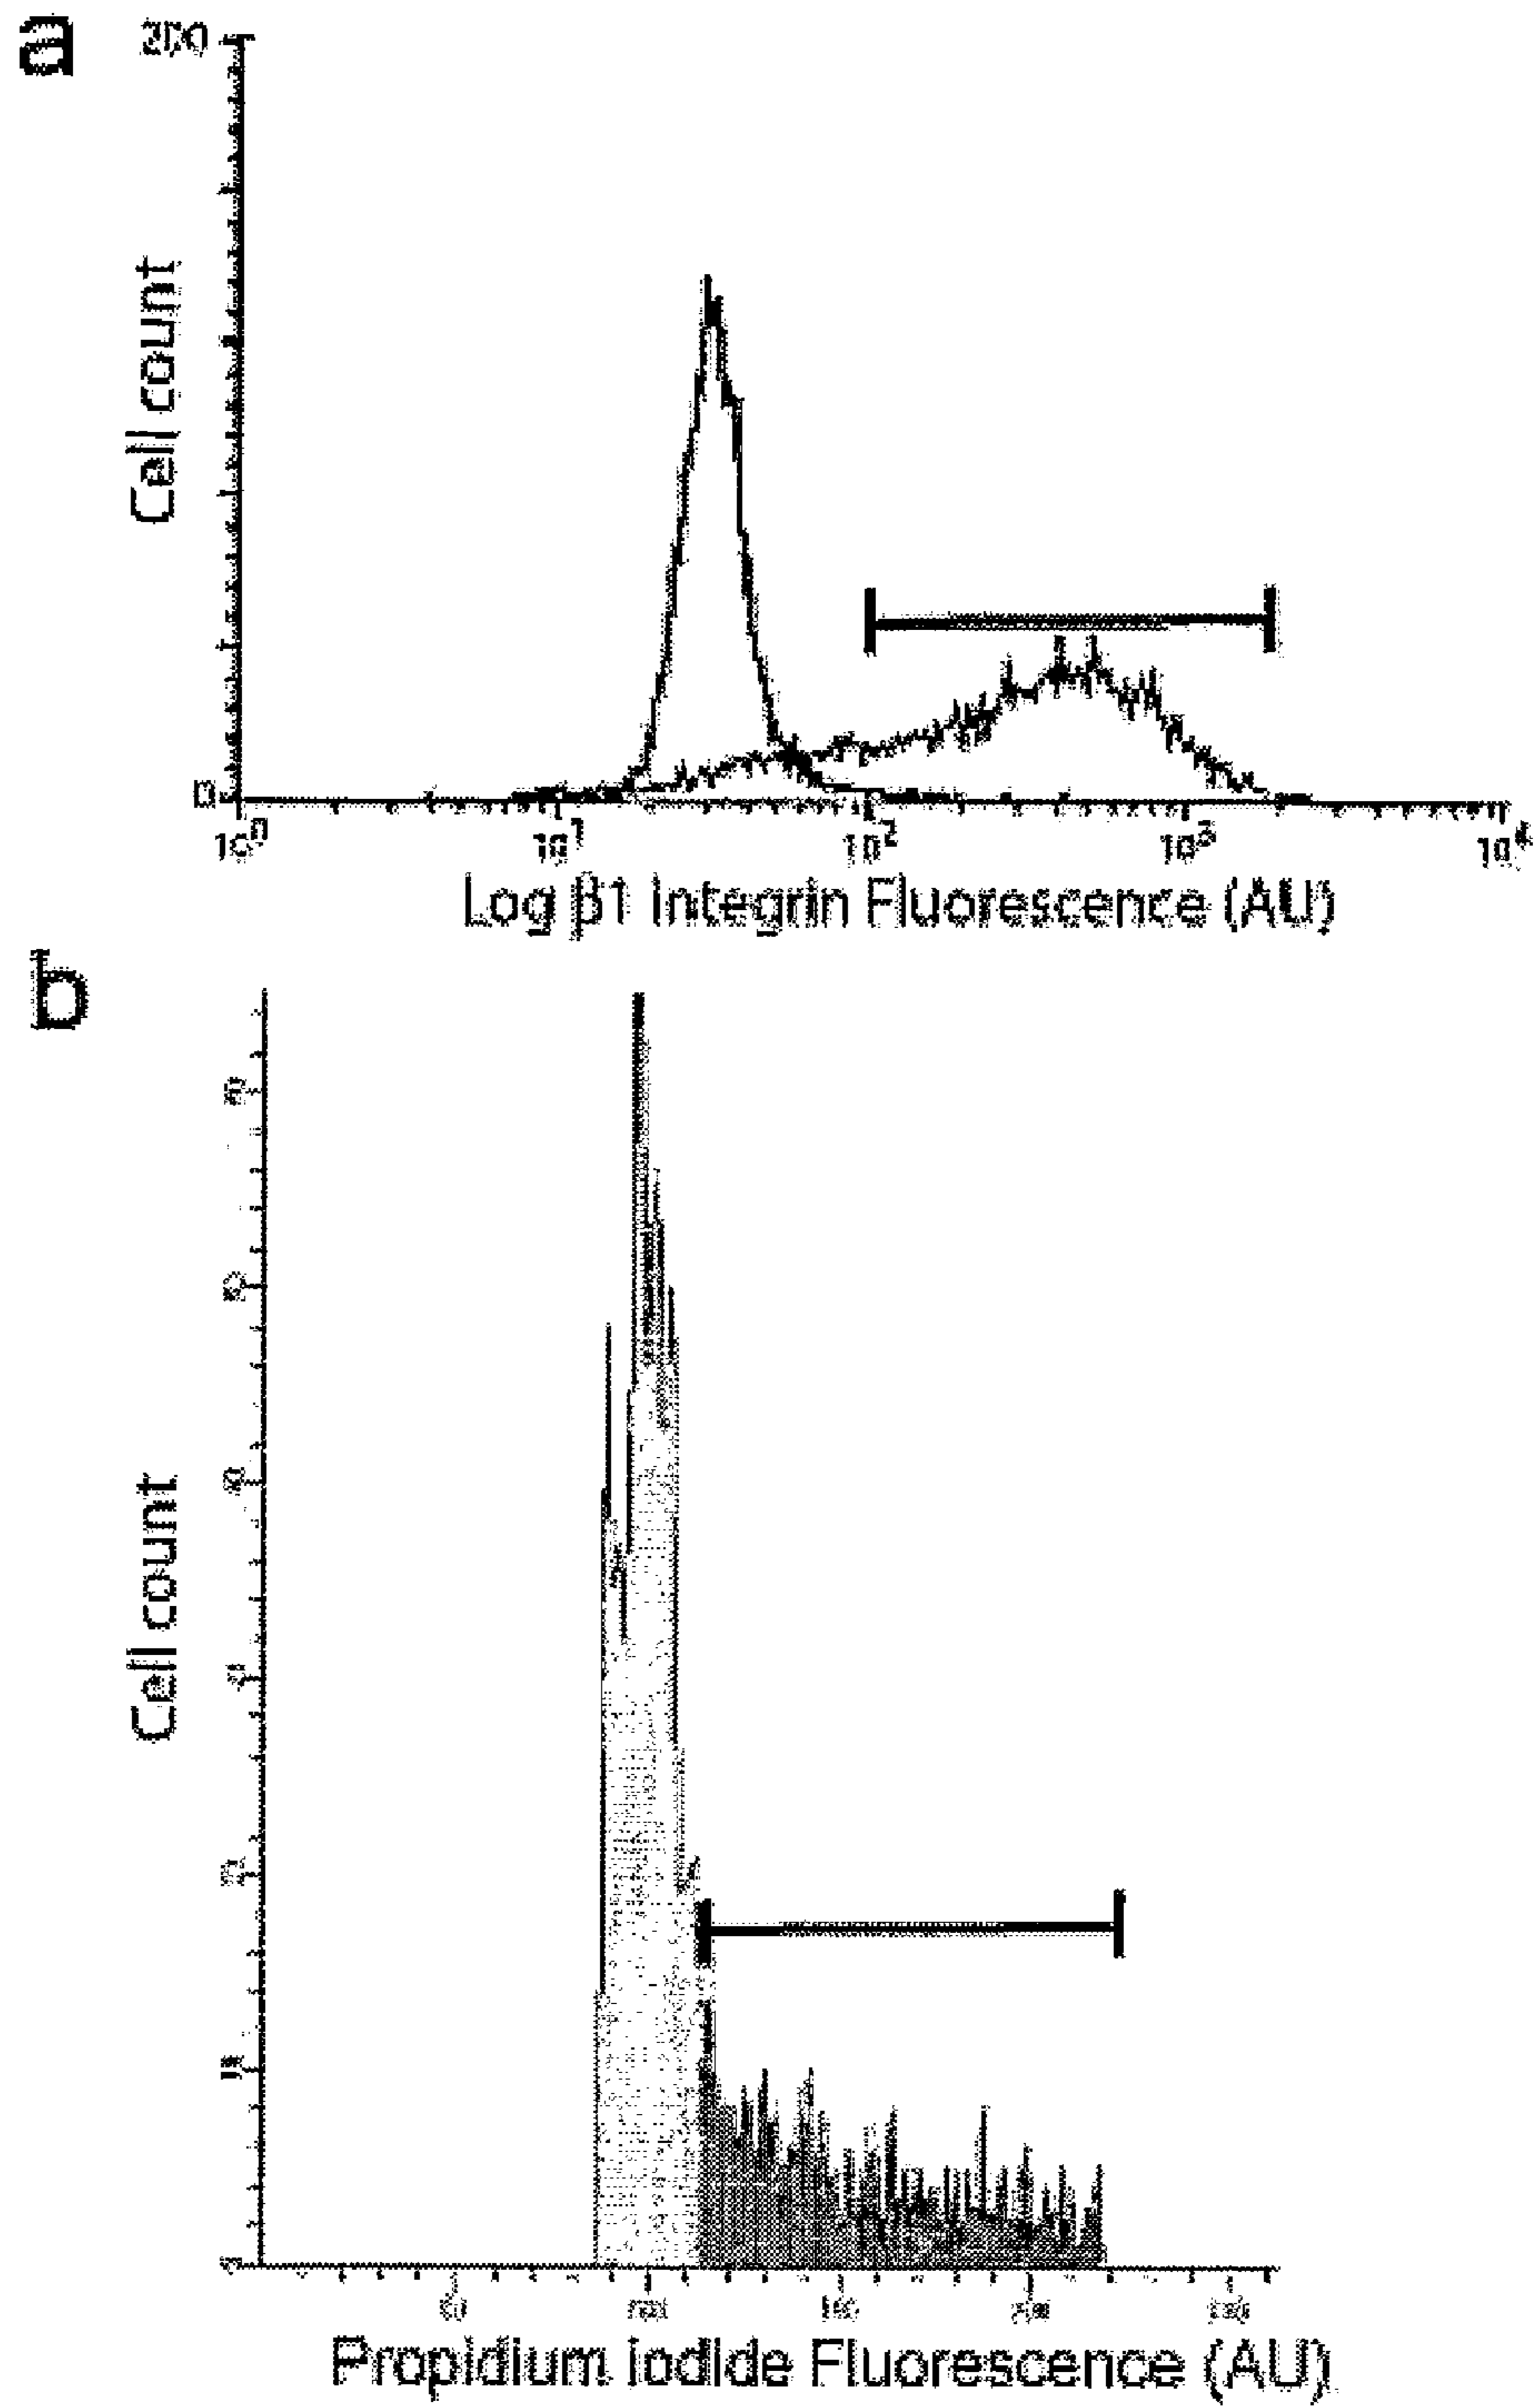 a
200
Cell count
0
10^0 10^1 10^2 10^3 10^4
Log β1 Integrin Fluorescence (AU)
b
Cell count
10
Propidium iodide Fluorescence (AU)